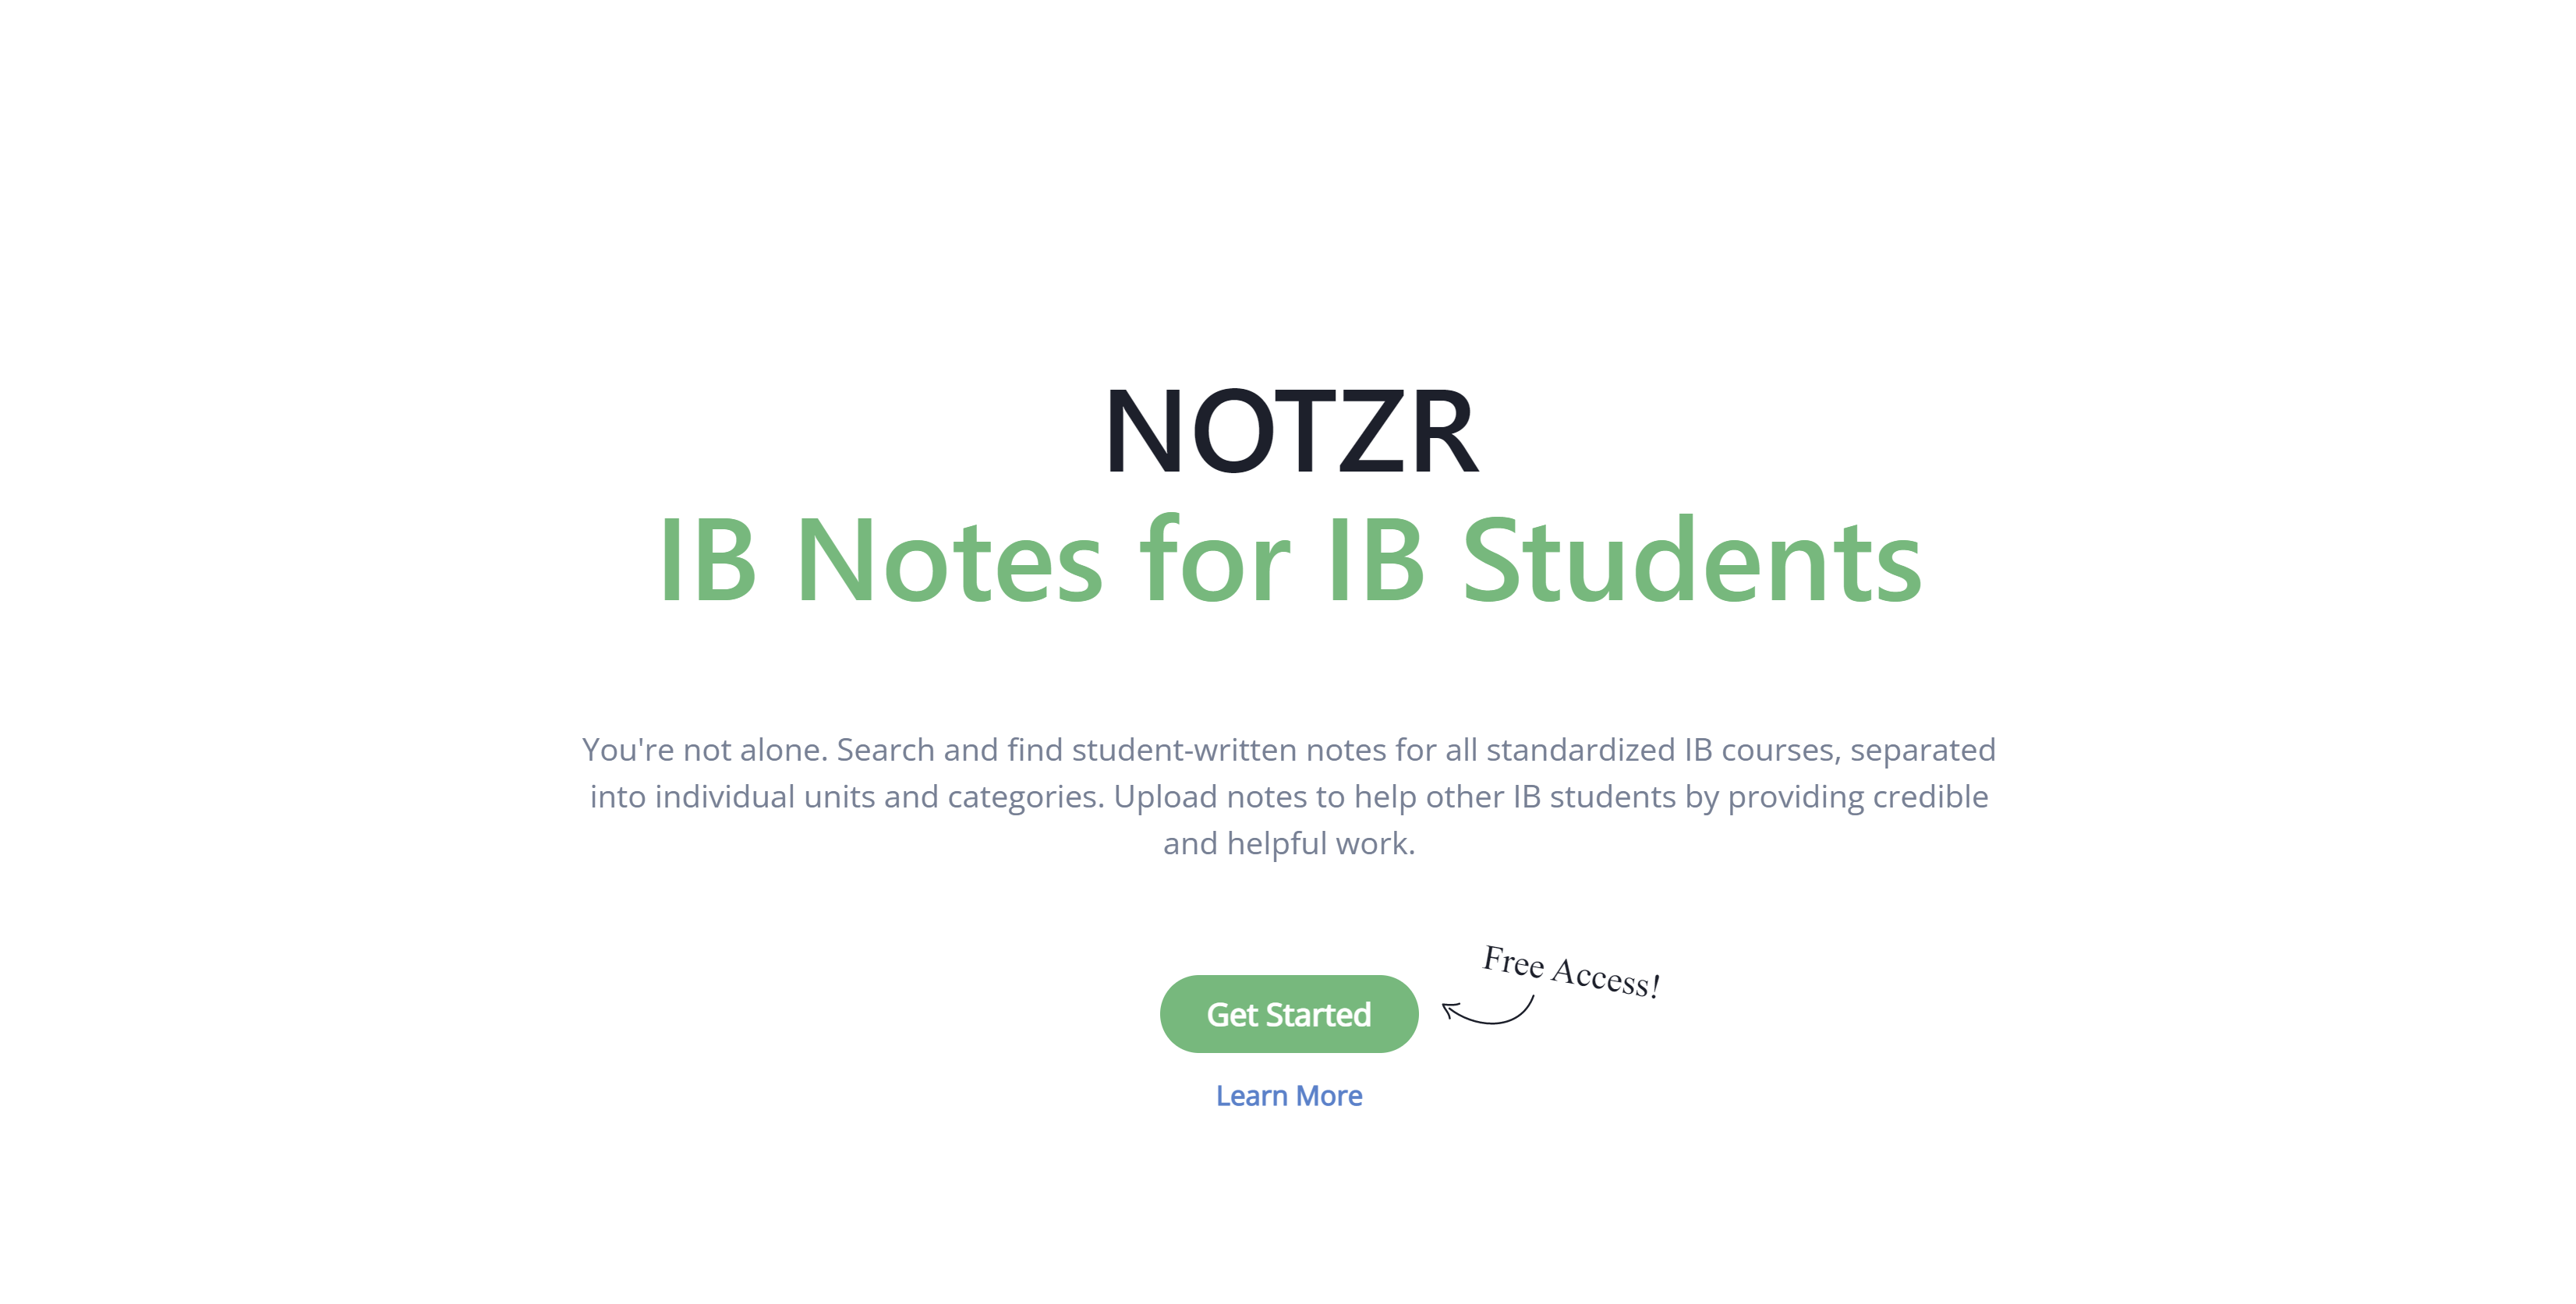 NOTZR
IB Notes for IB Students
You're not alone. Search and find student-written notes for all standardized IB courses, separated
into individual units and categories. Upload notes to help other IB students by providing credible
and helpful work.
Free Access!
Get Started
Learn More